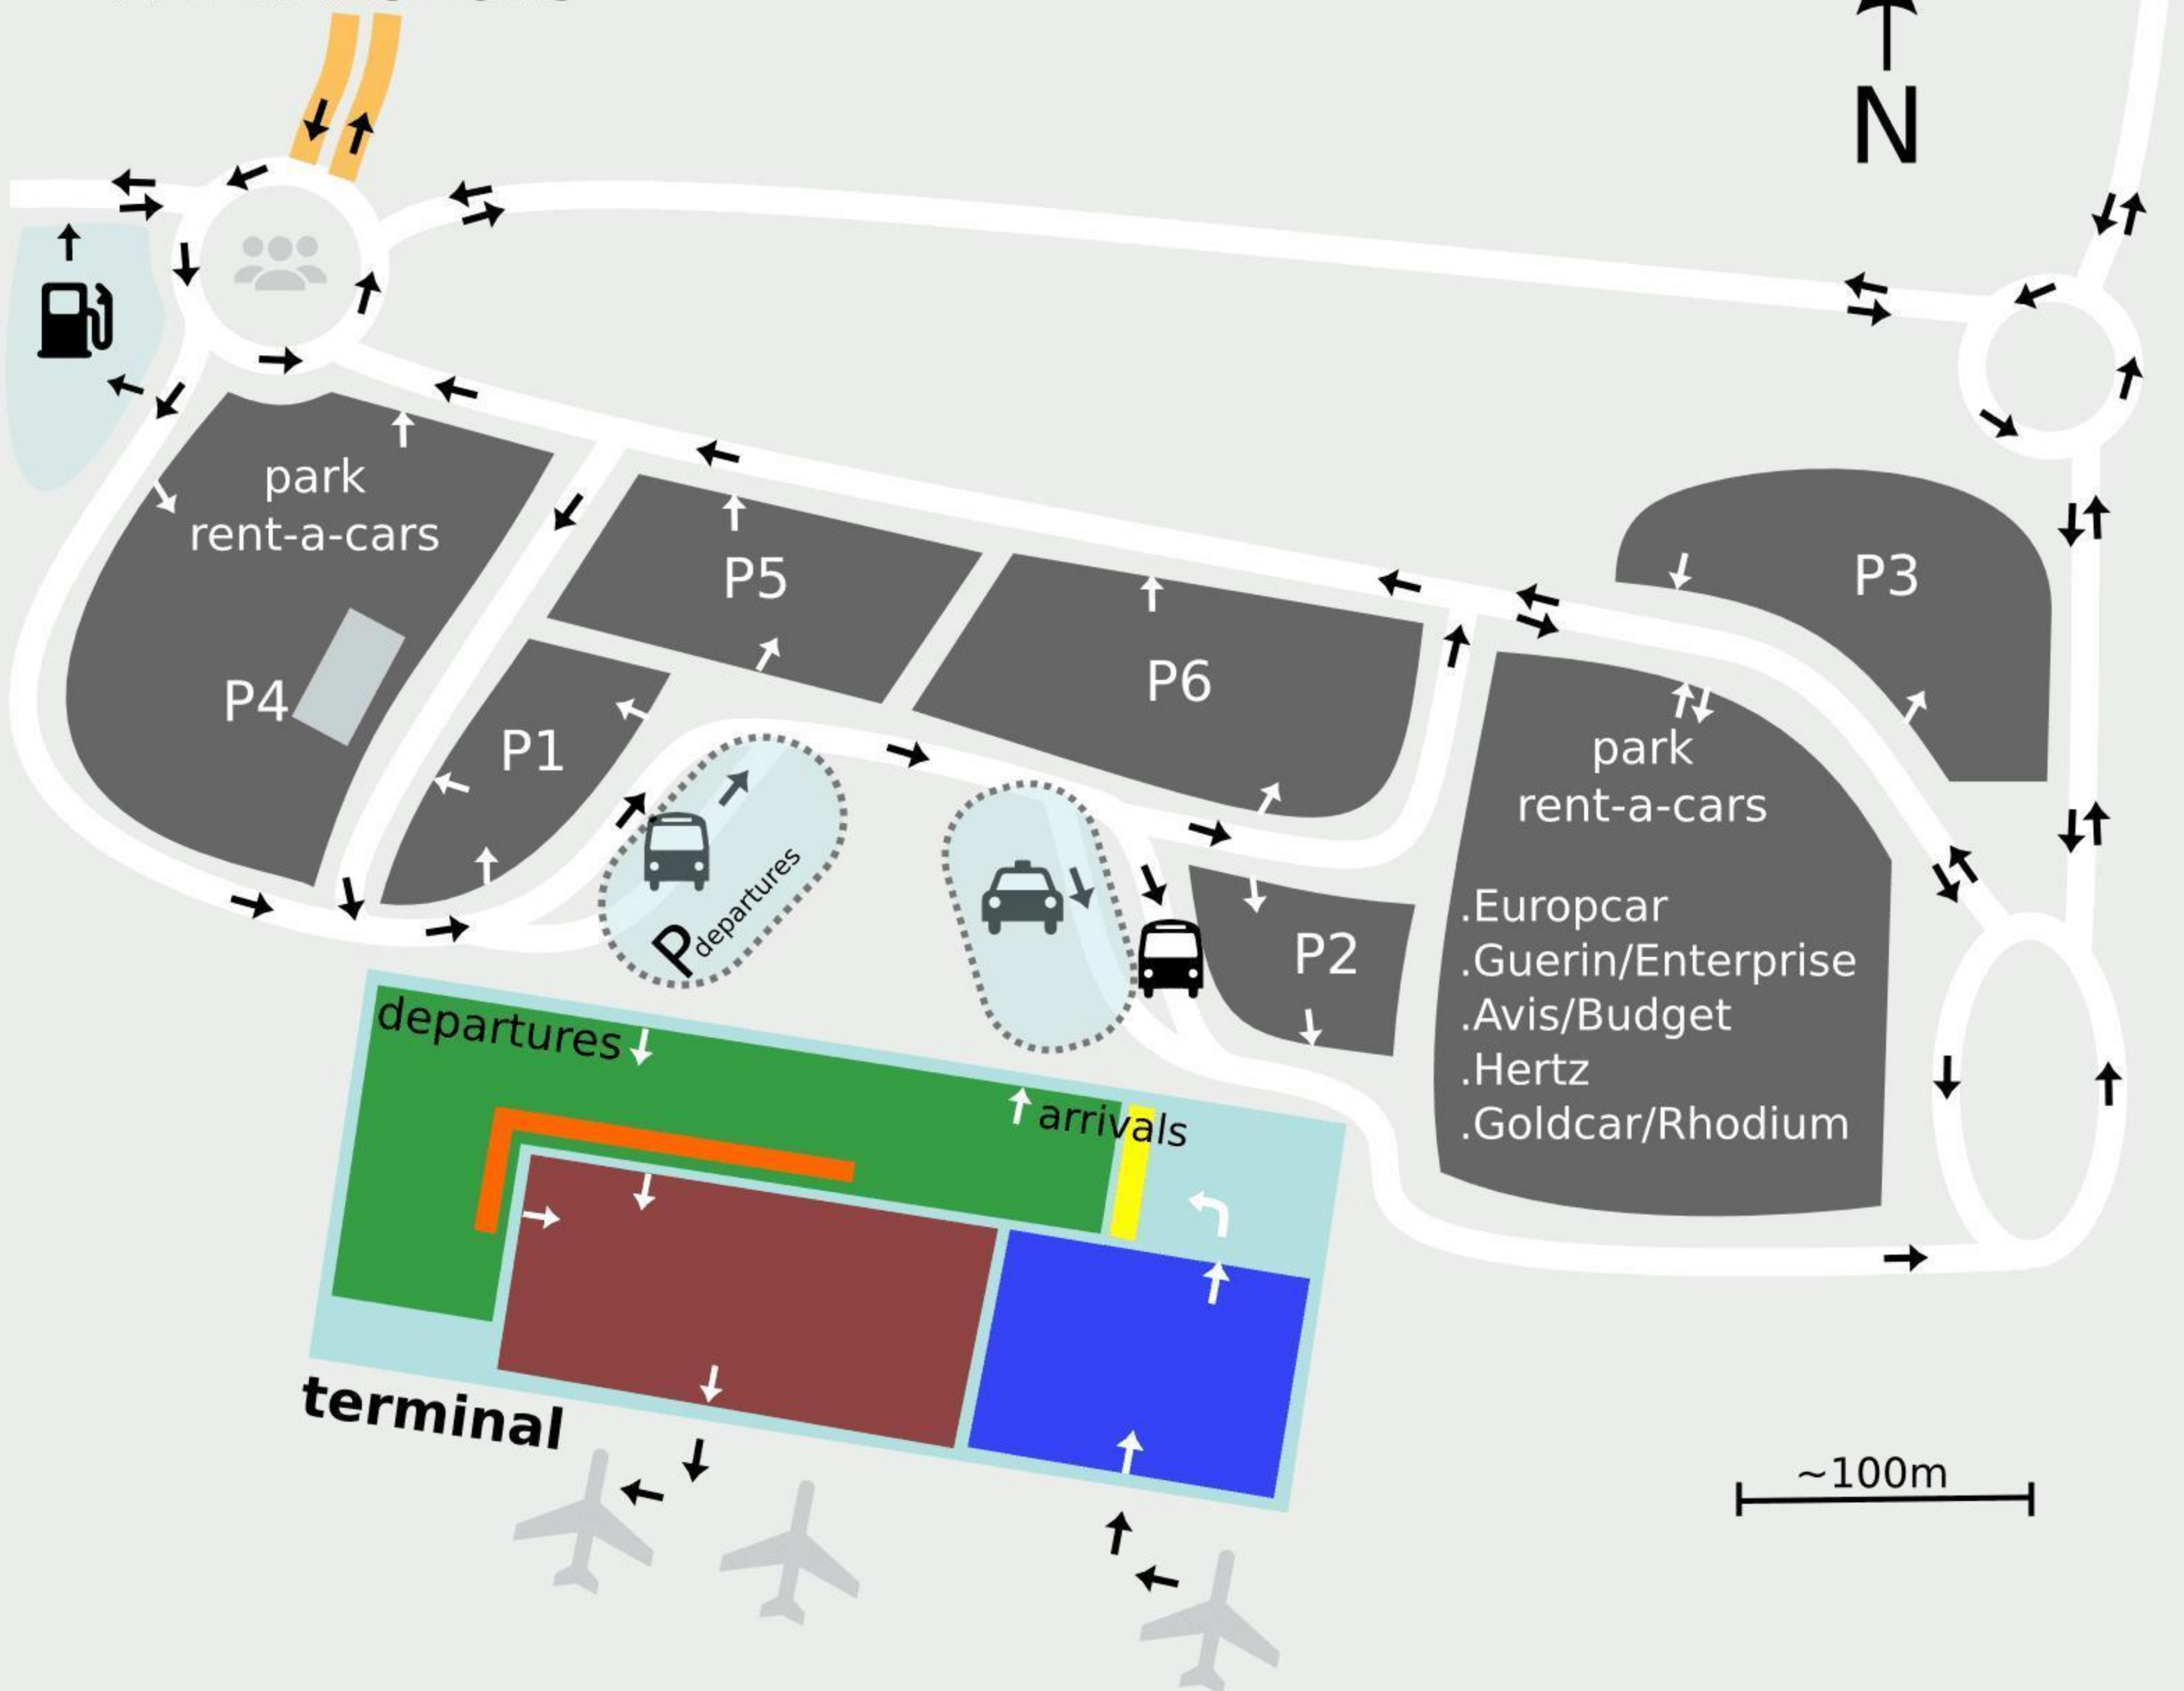 N
park
rent-a-cars
P4
P5
P1
P6
P3
park
rent-a-cars
.Europcar
.Guerin/Enterprise
.Avis/Budget
.Hertz
.Goldcar/Rhodium
P2
P departures
departures
arrivals
terminal
~100m